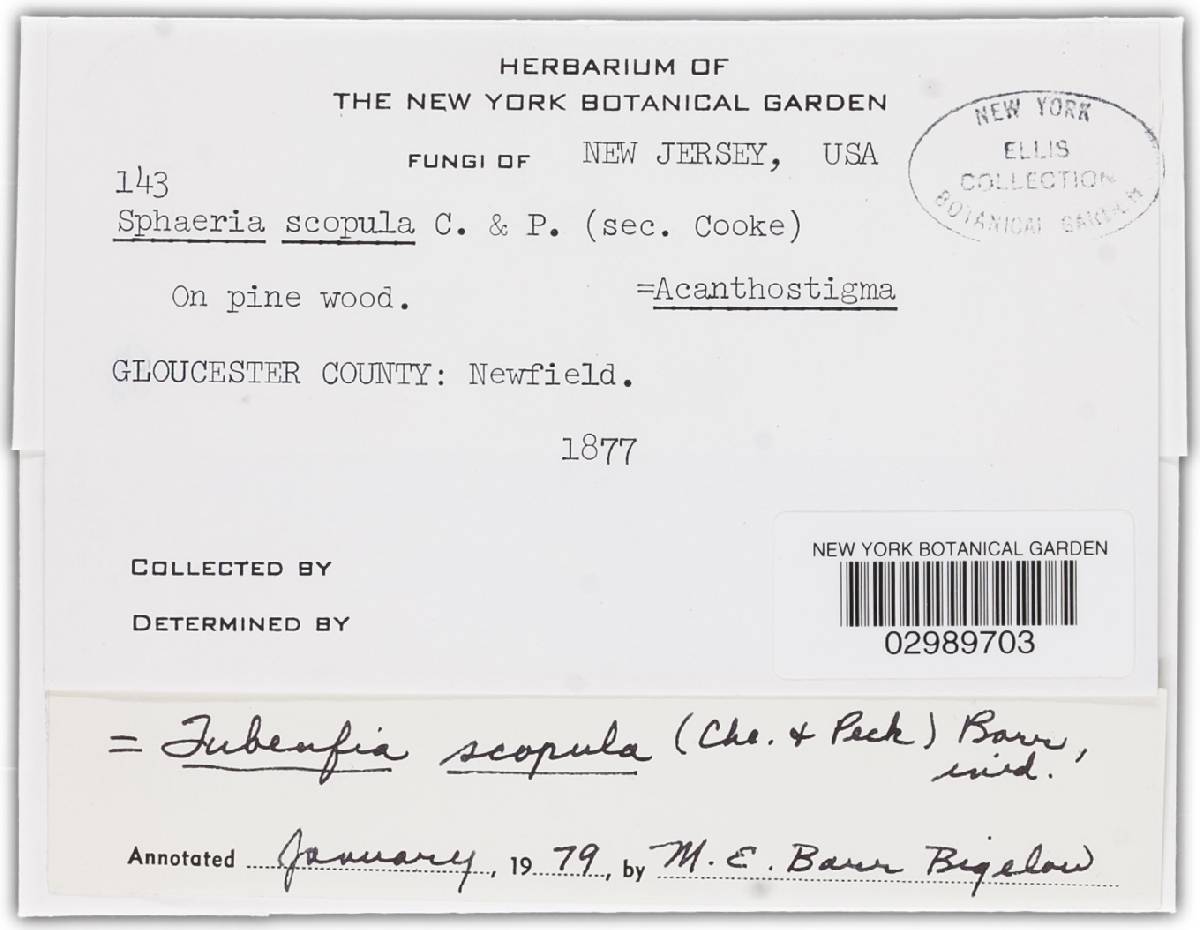 HERBARIUM OF
THE NEW YORK BOTANICAL GARDEN
FUNGI OF NEW JERSEY, USA
NEW YORK
ELLIS
COLLECTION
BOTANICAL GARDEN
143
Sphaeria scopula C. & P. (sec. Cooke)
On pine wood. =Acanthostigma
GLOUCESTER COUNTY: Newfield.
1877
COLLECTED BY
DETERMINED BY
NEW YORK BOTANICAL GARDEN
02989703
= Tubeufia scopula (Cke. & Peck) Barr,
ined.
Annotated January, 1979, by M. E. Barr Bigelow